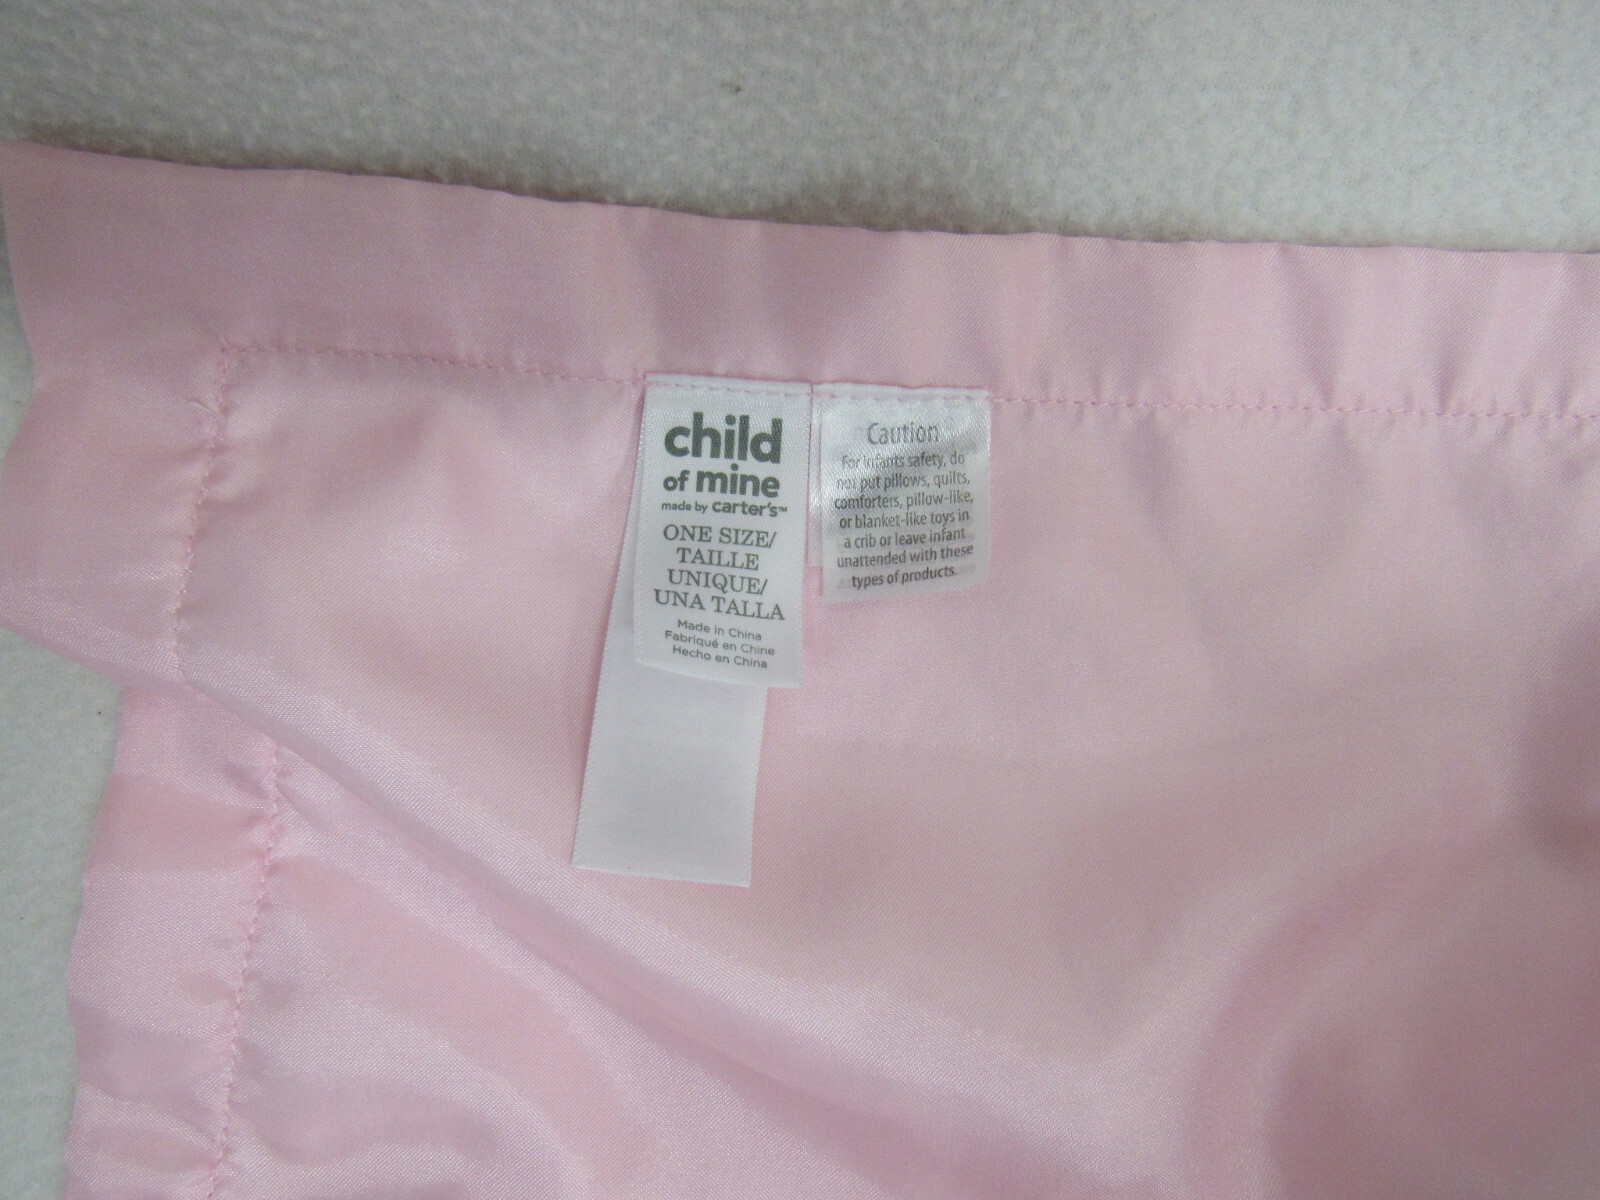 child
of mine
made by carter's™
ONE SIZE/
TAILLE
UNIQUE/
UNA TALLA
Made in China
Fabriqué en Chine
Hecho en China
Caution
For infants safety, do
not put pillows, quilts,
comforters, pillow-like,
or blanket-like toys in
a crib or leave infant
unattended with these
types of products.